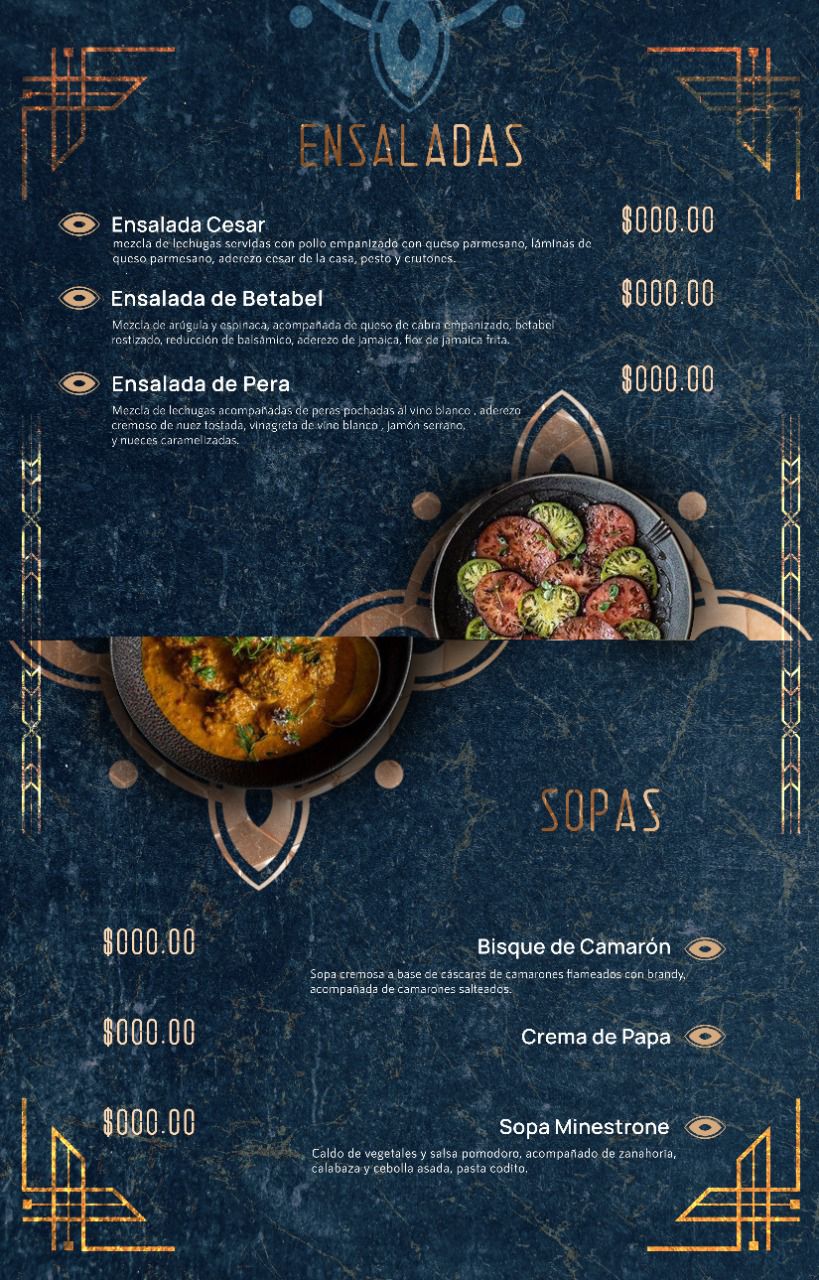 ENSALADAS
Ensalada Cesar $000.00
mezcla de lechugas servidas con pollo empanizado con queso parmesano, láminas de
queso parmesano, aderezo cesar de la casa, pesto y crutones.
Ensalada de Betabel $000.00
Mezcla de arúgula y espinaca, acompañada de queso de cabra empanizado, betabel
rostizado, reducción de balsámico, aderezo de jamaica, flor de jamaica frita.
Ensalada de Pera $000.00
Mezcla de lechugas acompañadas de peras pochadas al vino blanco , aderezo
cremoso de nuez tostada, vinagreta de vino blanco , jamón serrano.
y nueces caramelizadas.
SOPAS
$000.00 Bisque de Camarón
Sopa cremosa a base de cáscaras de camarones flameados con brandy,
acompañada de camarones salteados.
$000.00 Crema de Papa
$000.00 Sopa Minestrone
Caldo de vegetales y salsa pomodoro, acompañado de zanahoria,
calabaza y cebolla asada, pasta codito.